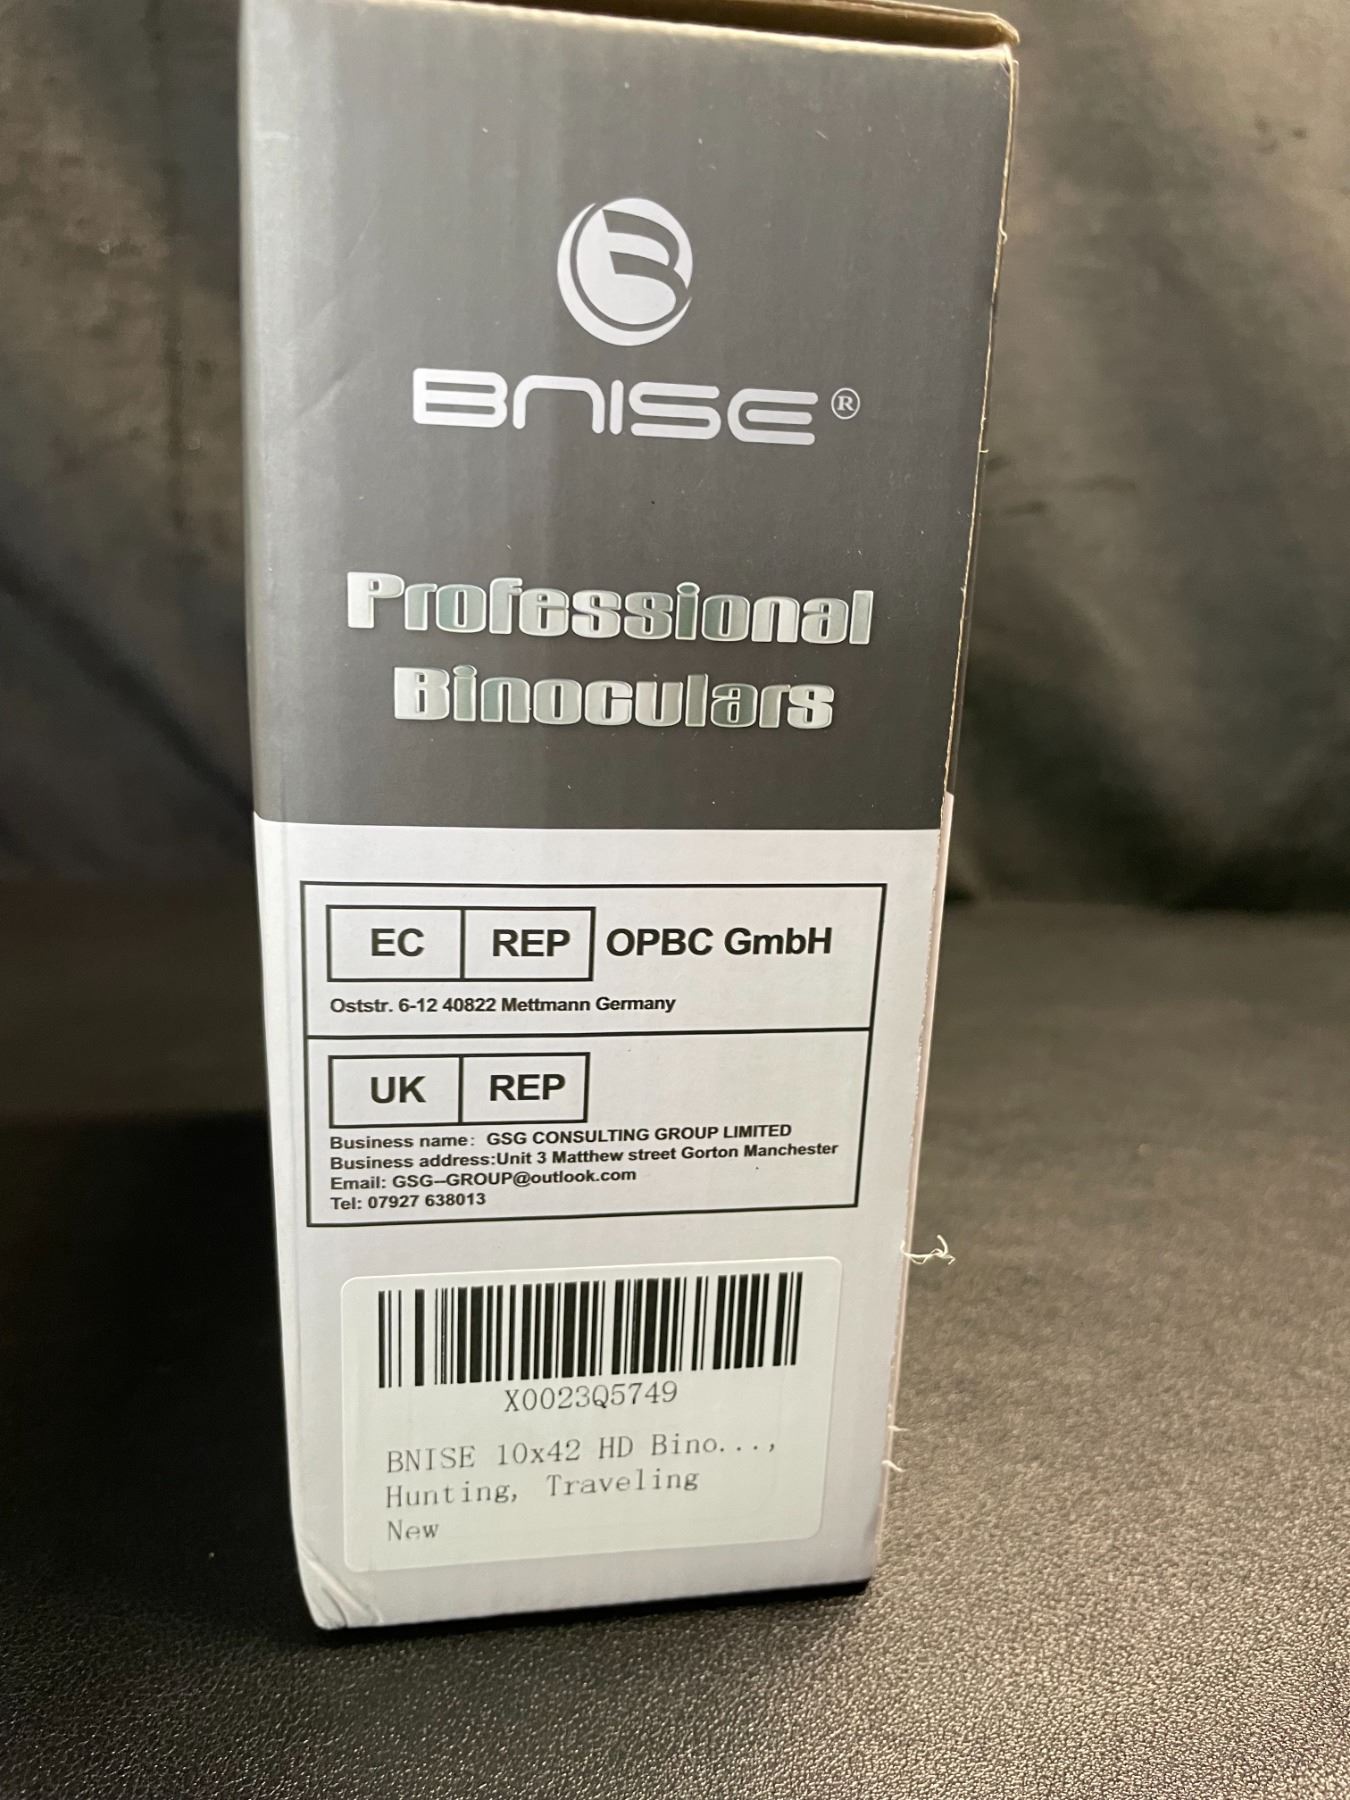 BNISE®
Professional
Binoculars
EC REP OPBC GmbH
Oststr. 6-12 40822 Mettmann Germany
UK REP
Business name: GSG CONSULTING GROUP LIMITED
Business address:Unit 3 Matthew street Gorton Manchester
Email: GSG--GROUP@outlook.com
Tel: 07927 638013
X0023Q5749
BNISE 10x42 HD Bino...,
Hunting, Traveling
New